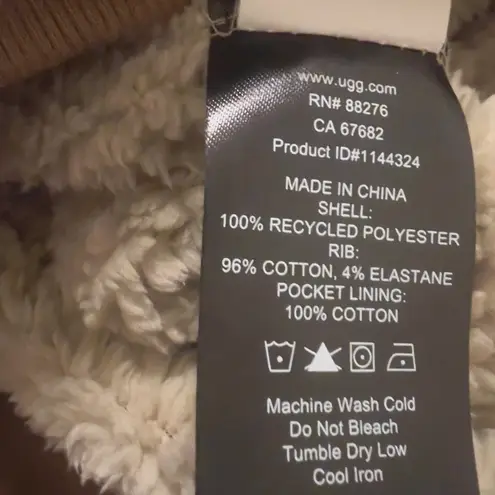 www.ugg.com
RN# 88276
CA 67682
Product ID#1144324
MADE IN CHINA
SHELL:
100% RECYCLED POLYESTER
RIB:
96% COTTON, 4% ELASTANE
POCKET LINING:
100% COTTON
Machine Wash Cold
Do Not Bleach
Tumble Dry Low
Cool Iron